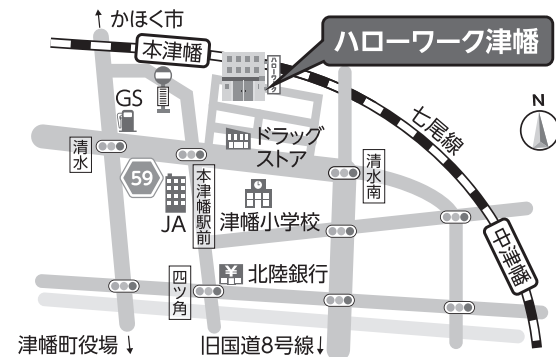 ↑ かほく市
本津幡
ハローワーク津幡
ハローワーク
GS
ドラッグ
ストア
七尾線
N
清水
59
JA
本津幡駅前
津幡小学校
清水南
中津幡
四ツ角
北陸銀行
津幡町役場 ↓
旧国道8号線↓